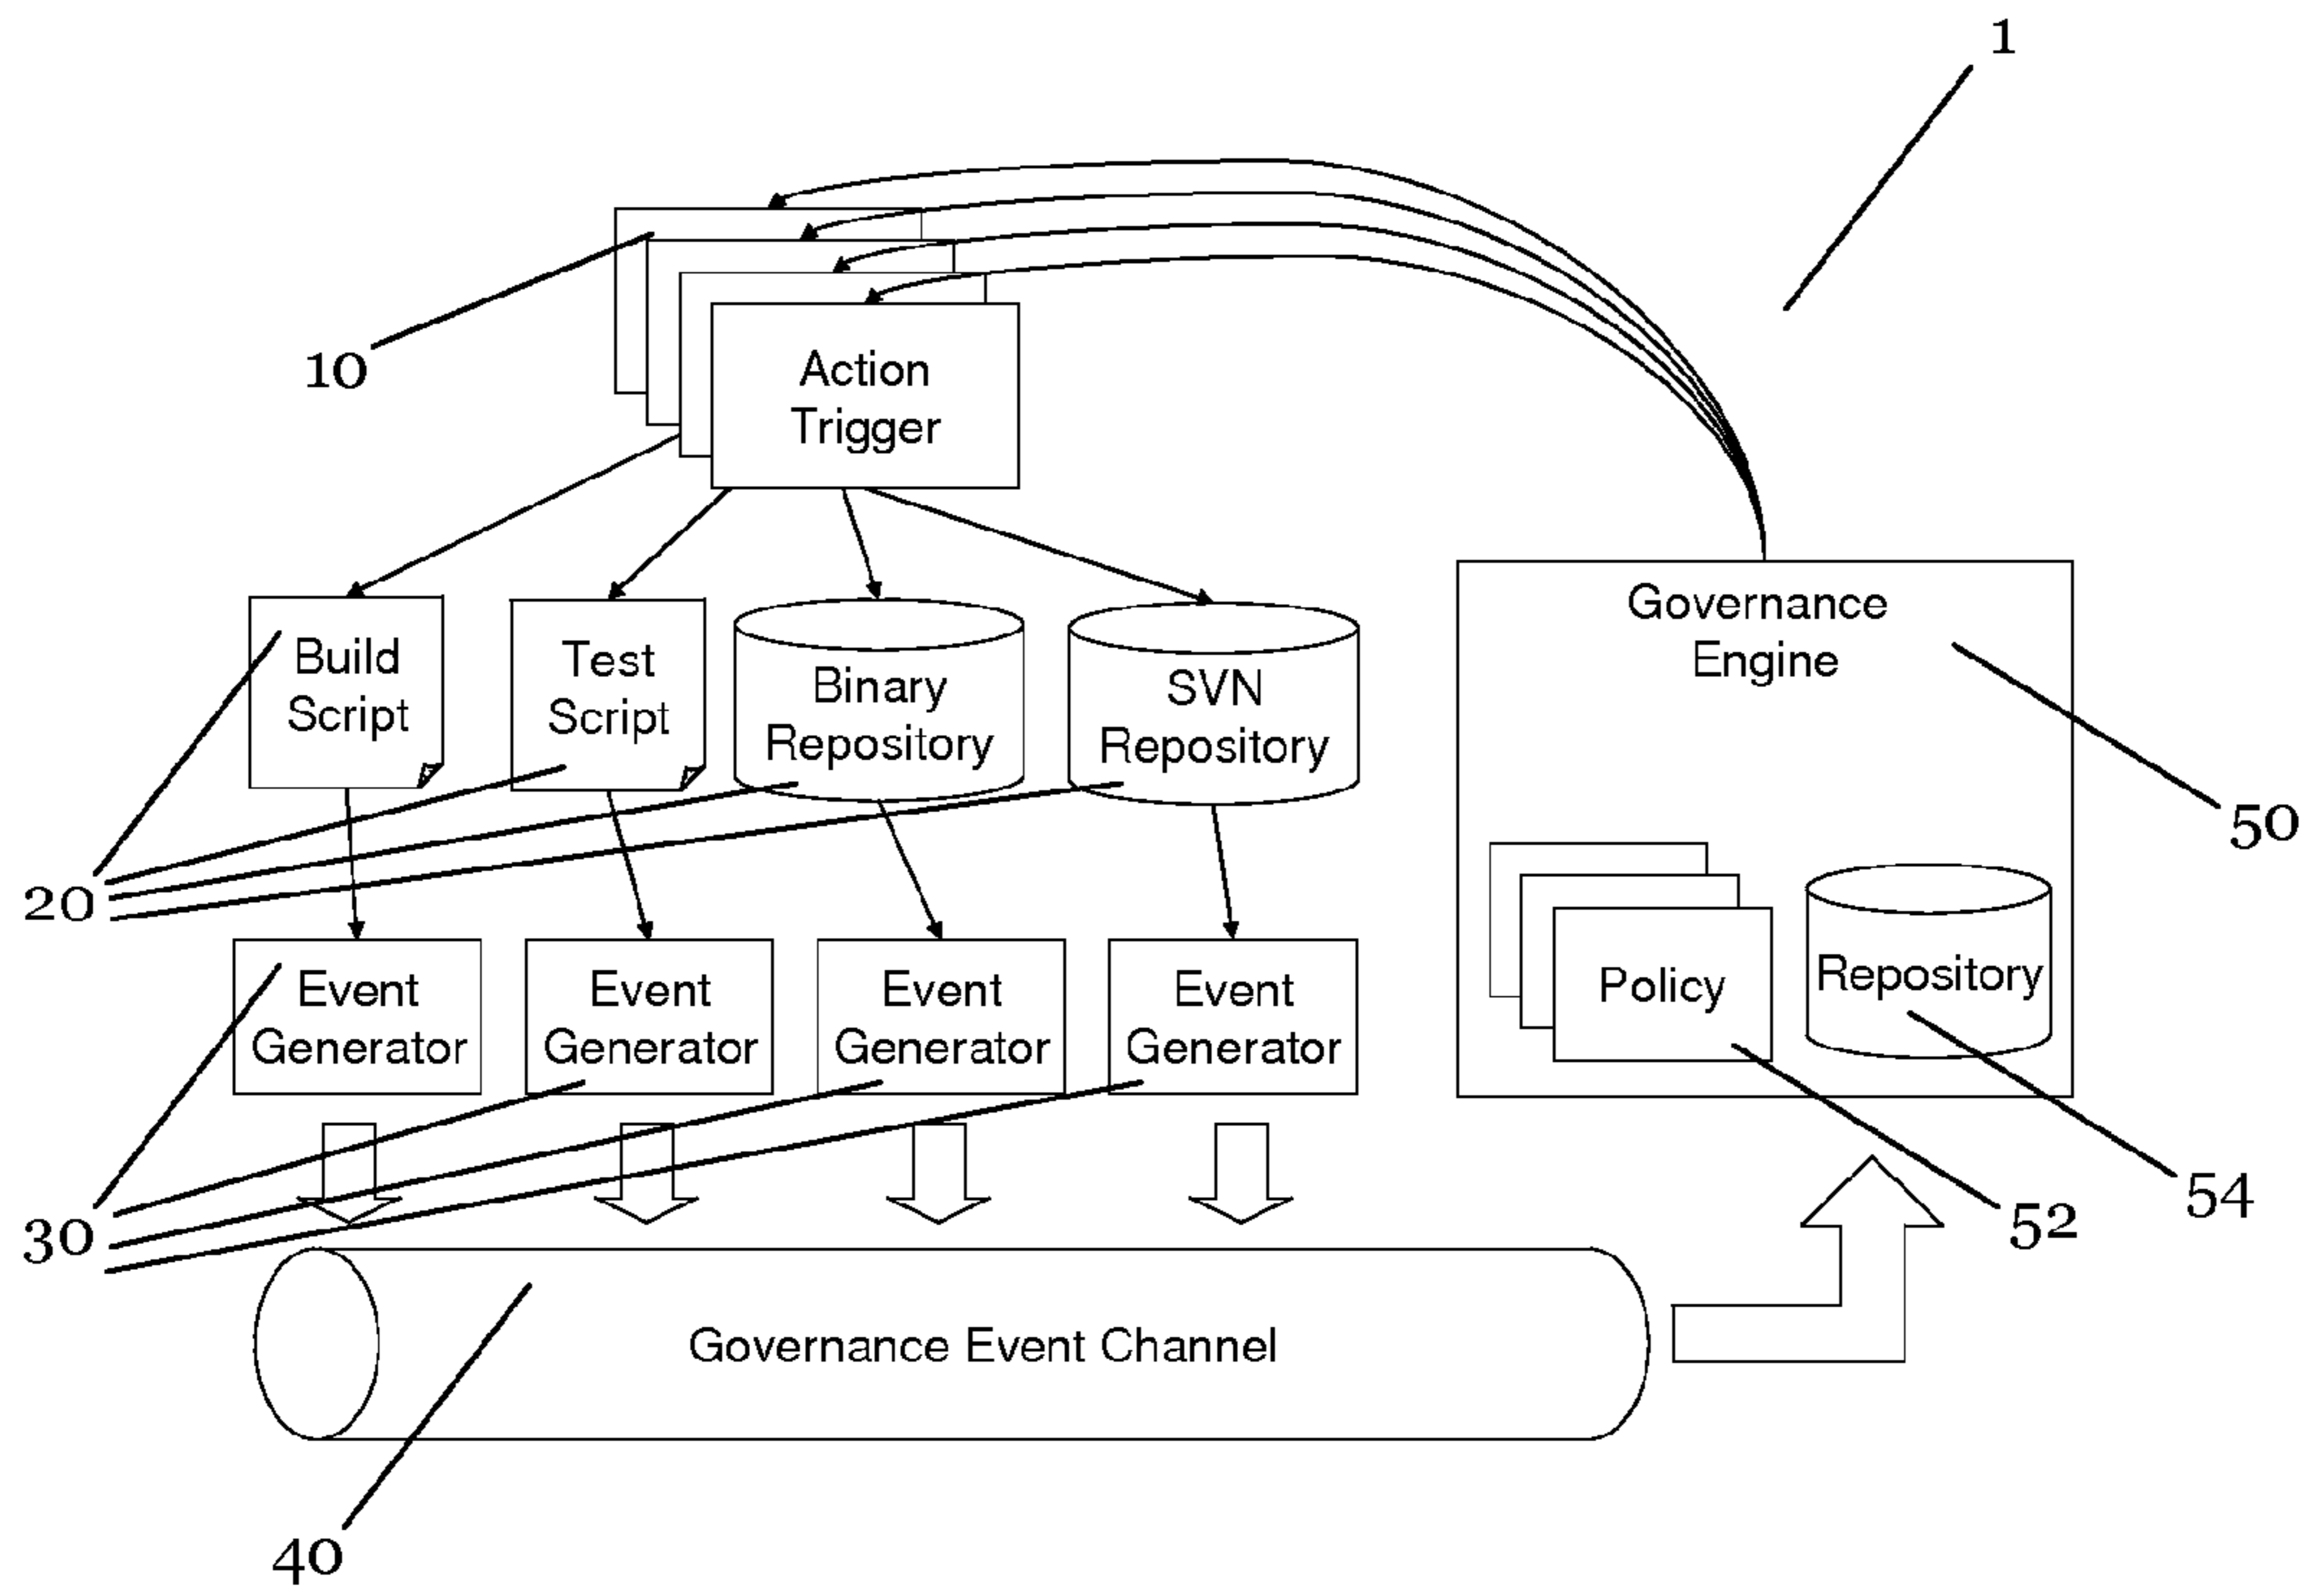 1
10
Action
Trigger
Build
Script
Test
Script
Binary
Repository
SVN
Repository
Governance
Engine
50
20
Event
Generator
Event
Generator
Event
Generator
Event
Generator
Policy
Repository
54
52
30
Governance Event Channel
40